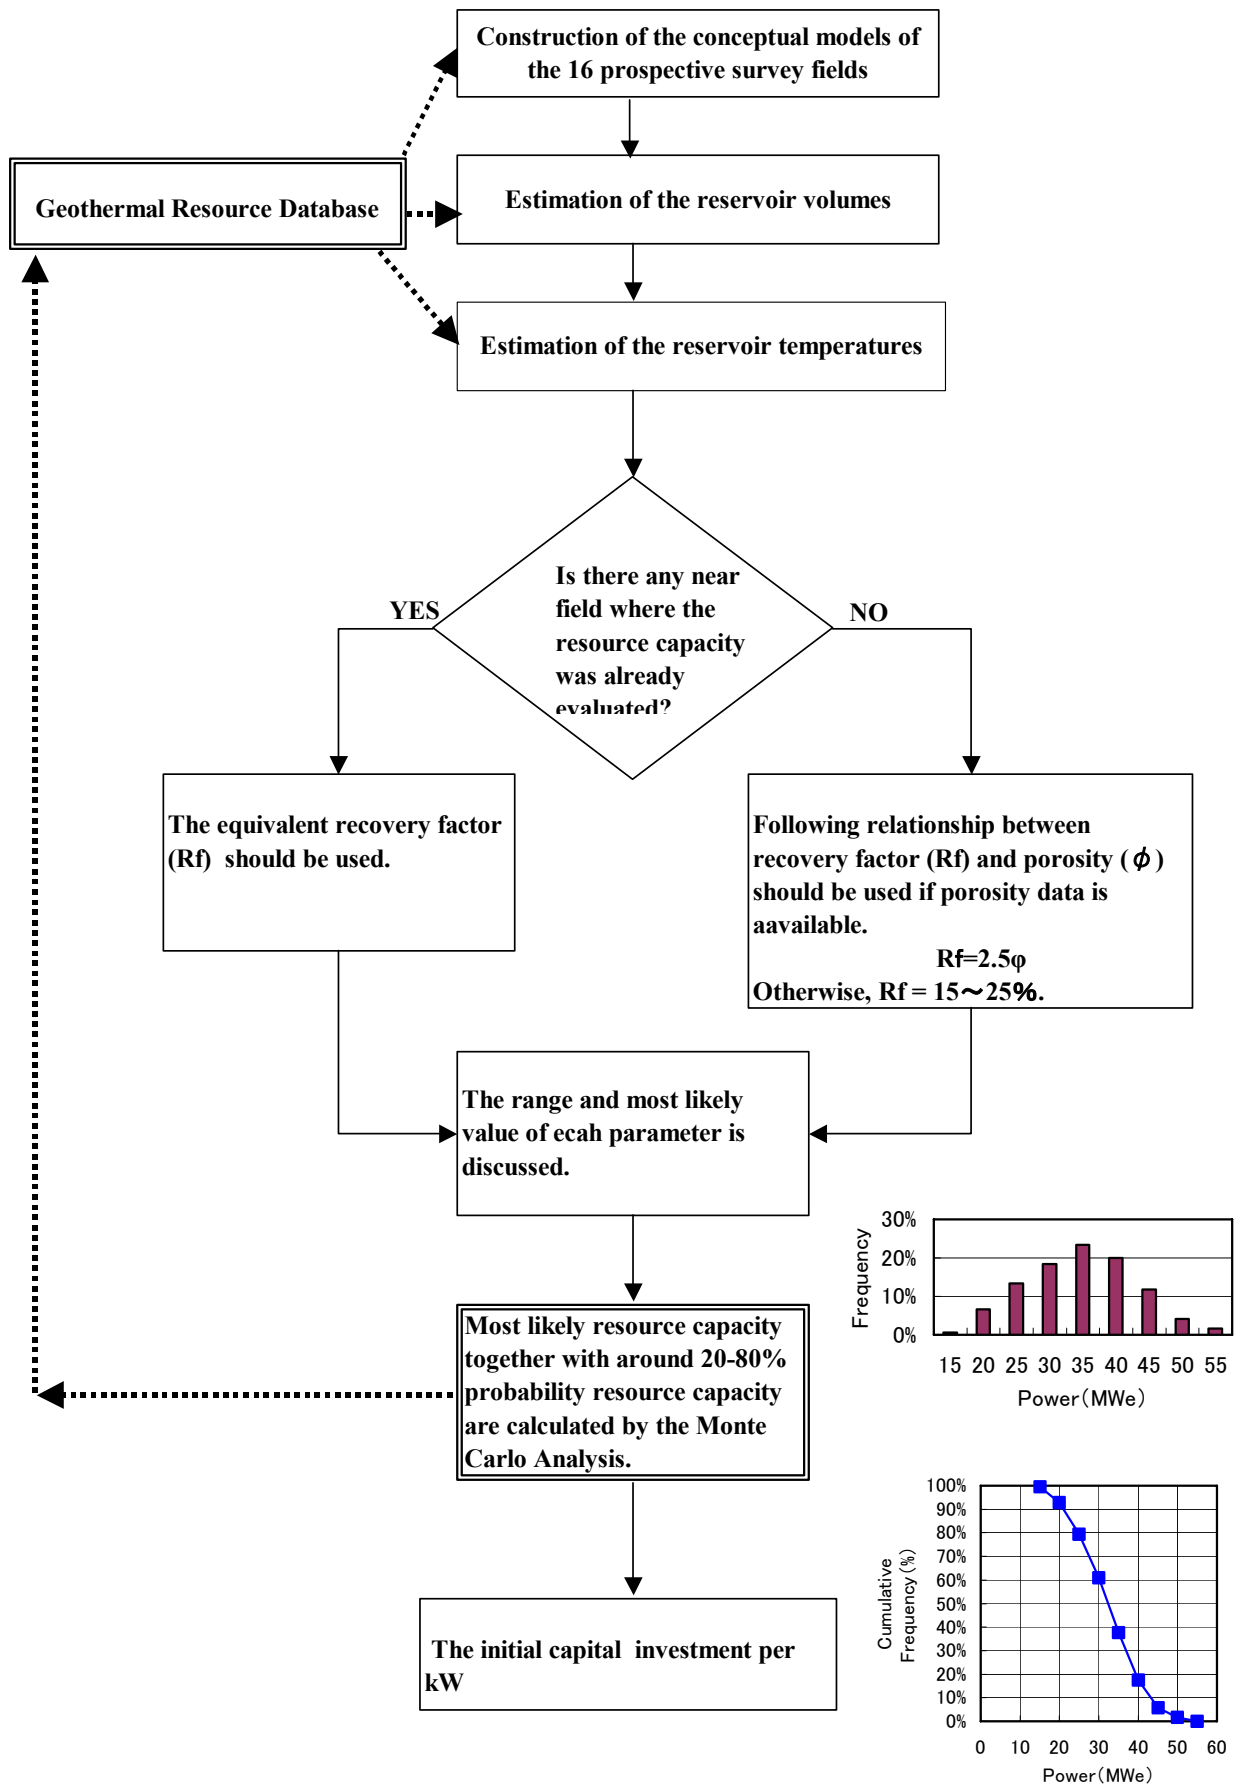 Construction of the conceptual models of
the 16 prospective survey fields
Geothermal Resource Database
Estimation of the reservoir volumes
Estimation of the reservoir temperatures
Is there any near
field where the
resource capacity
was already
evaluated?
YES
NO
The equivalent recovery factor
(Rf) should be used.
Following relationship between
recovery factor (Rf) and porosity (ϕ)
should be used if porosity data is
aavailable.
Rf=2.5φ
Otherwise, Rf = 15～25%.
The range and most likely
value of ecah parameter is
discussed.
Most likely resource capacity
together with around 20-80%
probability resource capacity
are calculated by the Monte
Carlo Analysis.
The initial capital investment per
kW
Frequency
30%
20%
10%
0%
15 20 25 30 35 40 45 50 55
Power(MWe)
Cumulative
Frequency(%)
100%
90%
80%
70%
60%
50%
40%
30%
20%
10%
0%
0 10 20 30 40 50 60
Power(MWe)